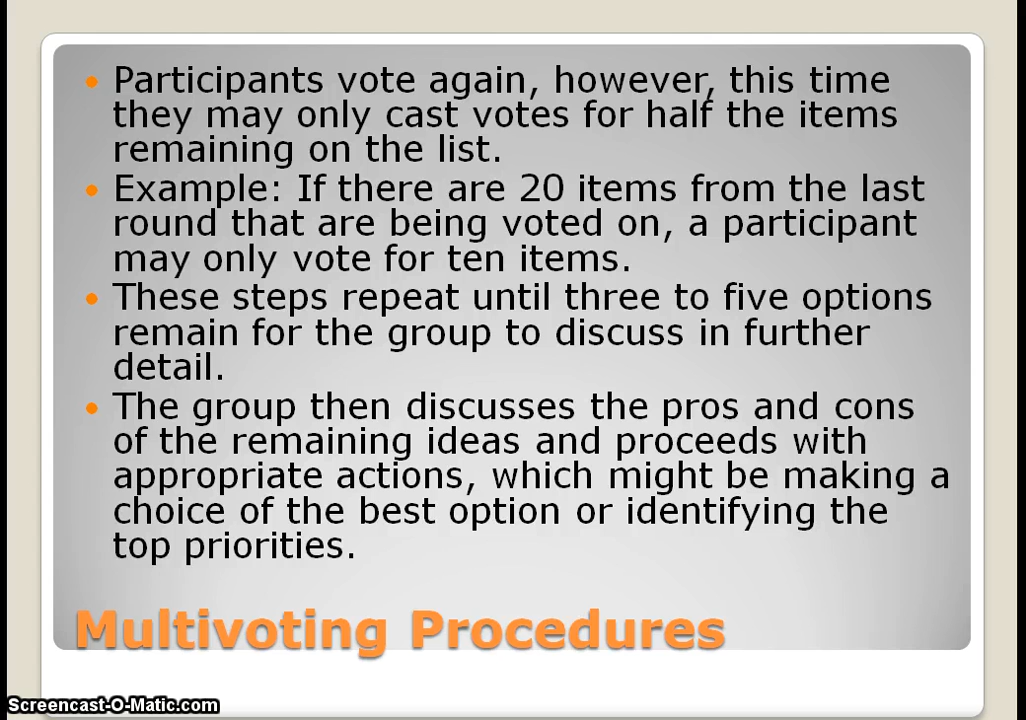 Participants vote again, however, this time
they may only cast votes for half the items
remaining on the list.
Example: If there are 20 items from the last
round that are being voted on, a participant
may only vote for ten items.
These steps repeat until three to five options
remain for the group to discuss in further
detail.
The group then discusses the pros and cons
of the remaining ideas and proceeds with
appropriate actions, which might be making a
choice of the best option or identifying the
top priorities.
Multivoting Procedures
Screencast-O-Matic.com